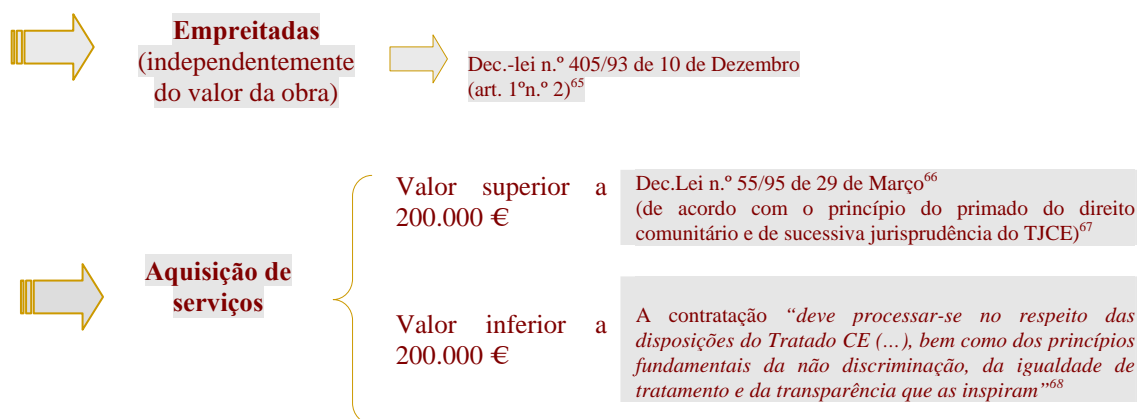 Empreitadas
(independentemente
do valor da obra)
Dec.-lei n.º 405/93 de 10 de Dezembro
(art. 1ºn.º 2)65
Aquisição de
serviços
Valor superior a
200.000 €
Dec.Lei n.º 55/95 de 29 de Março66
(de acordo com o princípio do primado do direito
comunitário e de sucessiva jurisprudência do TJCE)67
Valor inferior a
200.000 €
A contratação “deve processar-se no respeito das
disposições do Tratado CE (…), bem como dos princípios
fundamentais da não discriminação, da igualdade de
tratamento e da transparência que as inspiram”68